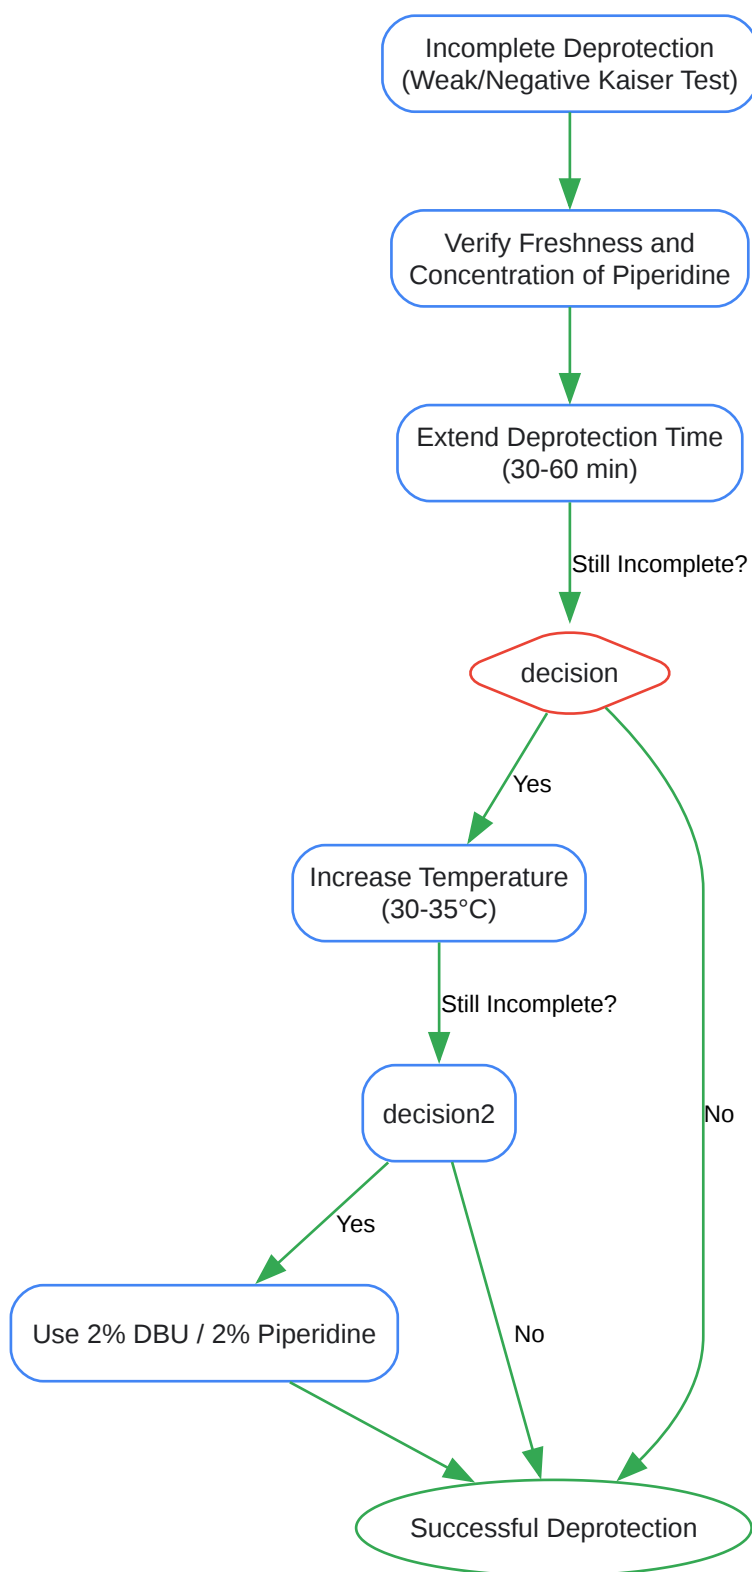 Incomplete Deprotection
(Weak/Negative Kaiser Test)
Verify Freshness and
Concentration of Piperidine
Extend Deprotection Time
(30-60 min)
Still Incomplete?
decision
Yes
Increase Temperature
(30-35°C)
Still Incomplete?
decision2
No
Yes
Use 2% DBU / 2% Piperidine
No
Successful Deprotection